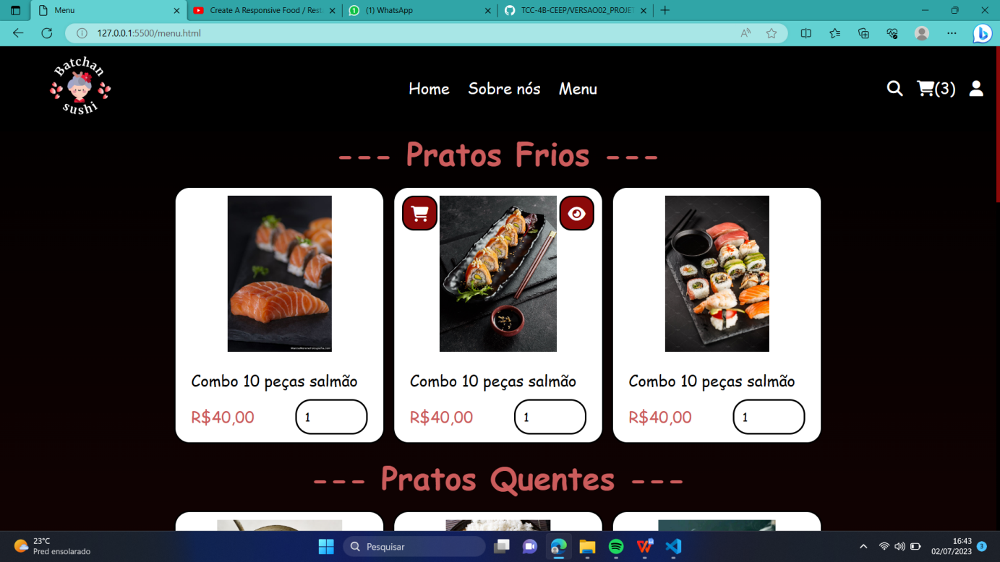 Menu
Create A Responsive Food / Rest
(1) WhatsApp
TCC-4B-CEEP/VERSAO02_PROJET
127.0.0.1:5500/menu.html
Batchan
sushi
Home
Sobre nós
Menu
(3)
--- Pratos Frios ---
Combo 10 peças salmão
R$40,00
1
Combo 10 peças salmão
R$40,00
1
Combo 10 peças salmão
R$40,00
1
--- Pratos Quentes ---
23°C
Pred ensolarado
Pesquisar
16:43
02/07/2023
3